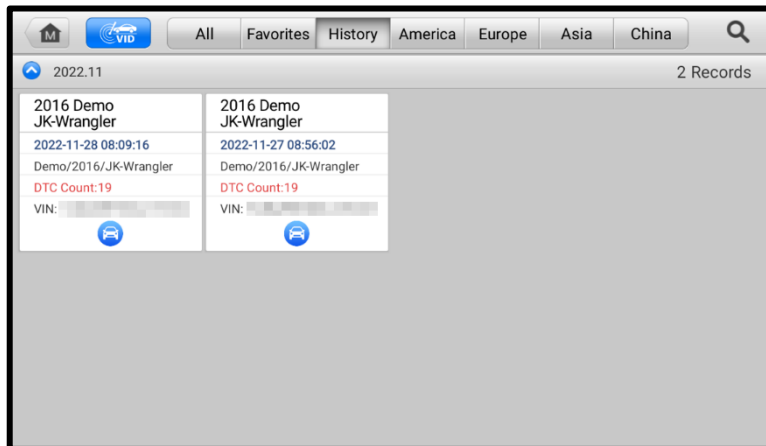 M VID All Favorites History America Europe Asia China
2022.11 2 Records
2016 Demo
JK-Wrangler
2022-11-28 08:09:16
Demo/2016/JK-Wrangler
DTC Count:19
VIN:
2016 Demo
JK-Wrangler
2022-11-27 08:56:02
Demo/2016/JK-Wrangler
DTC Count:19
VIN: